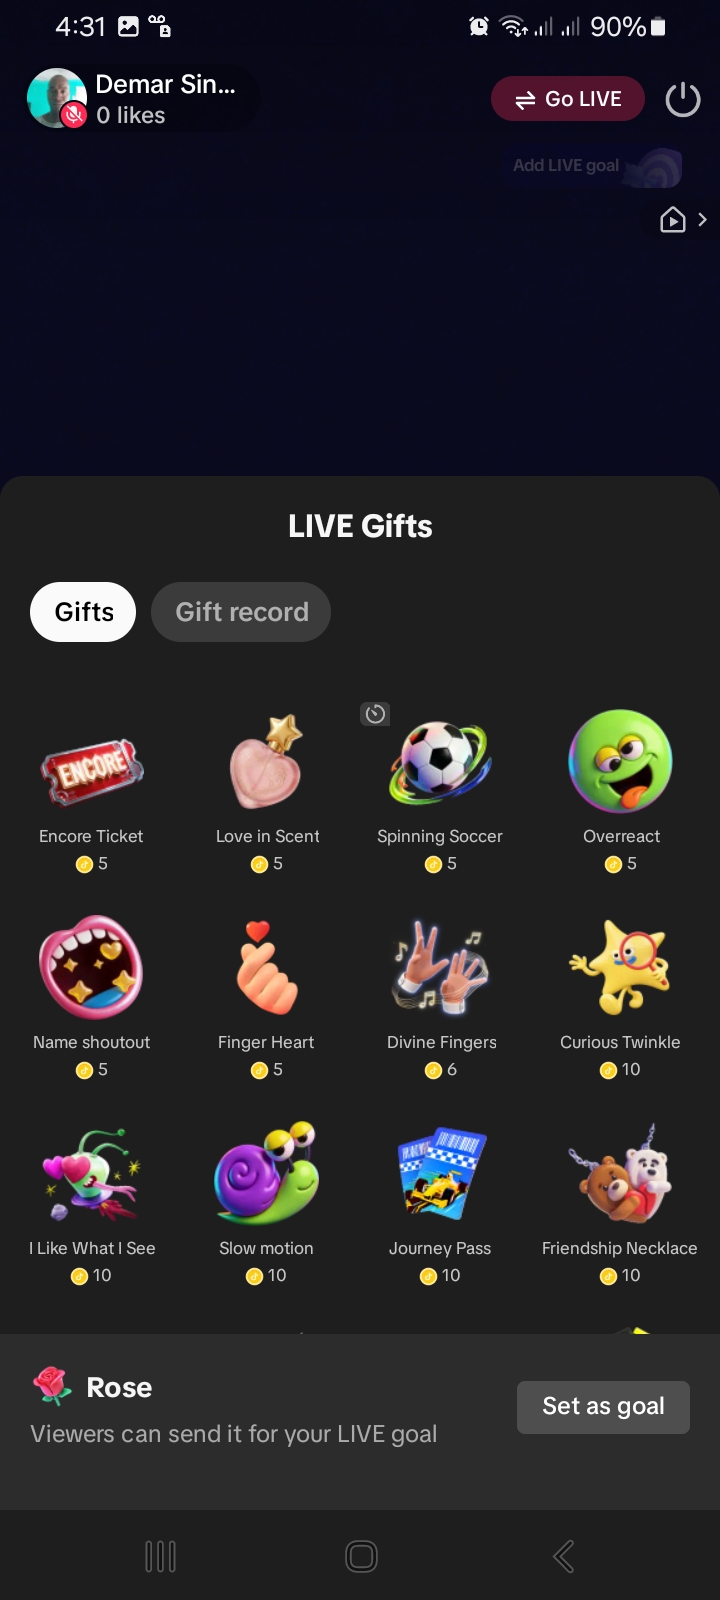 4:31
90%
Demar Sin...
0 likes
Go LIVE
Add LIVE goal
LIVE Gifts
Gifts
Gift record
ENCORE
Encore Ticket
Love in Scent
Spinning Soccer
Overreact
5
5
5
5
Name shoutout
Finger Heart
Divine Fingers
Curious Twinkle
5
5
6
10
I Like What I See
Slow motion
Journey Pass
Friendship Necklace
10
10
10
10
Rose
Set as goal
Viewers can send it for your LIVE goal